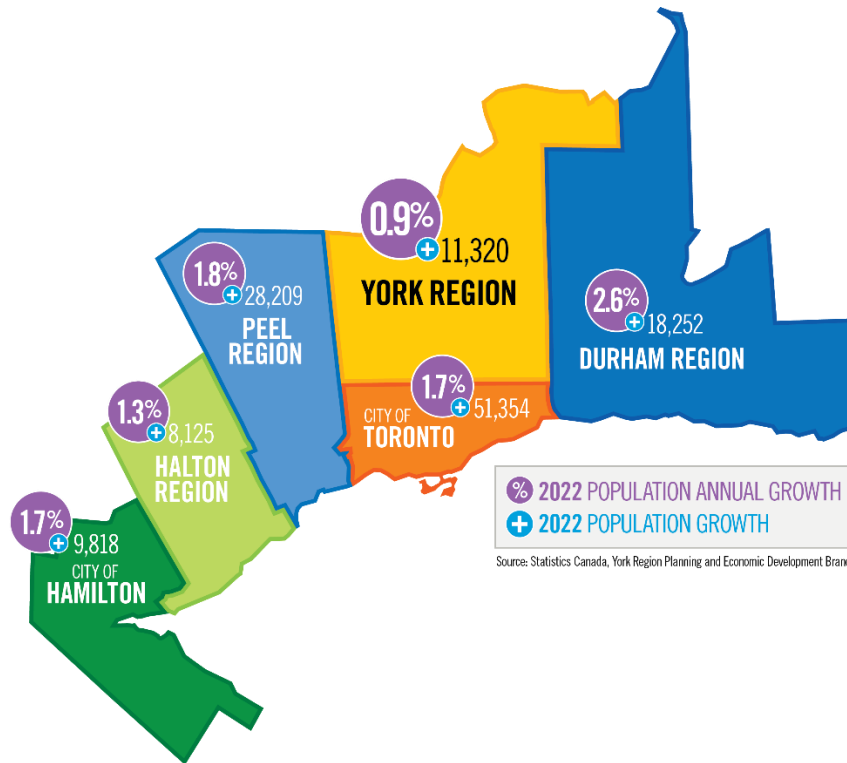 0.9%
+11,320
YORK REGION
1.8%
+28,209
PEEL
REGION
2.6%
+18,252
DURHAM REGION
1.7%
+51,354
CITY OF
TORONTO
1.3%
+8,125
HALTON
REGION
1.7%
+9,818
CITY OF
HAMILTON
% 2022 POPULATION ANNUAL GROWTH
+ 2022 POPULATION GROWTH
Source: Statistics Canada, York Region Planning and Economic Development